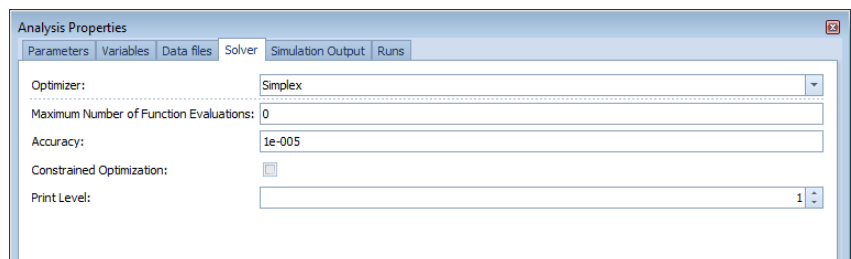 Analysis Properties
Parameters Variables Data files Solver Simulation Output Runs
Optimizer: Simplex
Maximum Number of Function Evaluations: 0
Accuracy: 1e-005
Constrained Optimization:
Print Level: 1